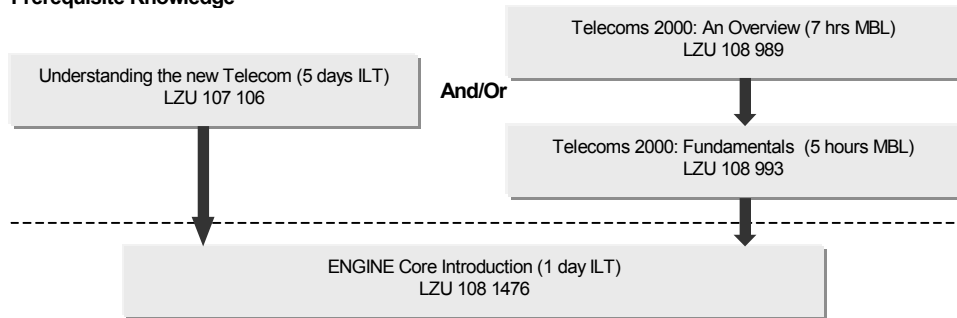 Prerequisite Knowledge
Telecoms 2000: An Overview (7 hrs MBL)
LZU 108 989
Understanding the new Telecom (5 days ILT)
LZU 107 106
And/Or
Telecoms 2000: Fundamentals (5 hours MBL)
LZU 108 993
ENGINE Core Introduction (1 day ILT)
LZU 108 1476